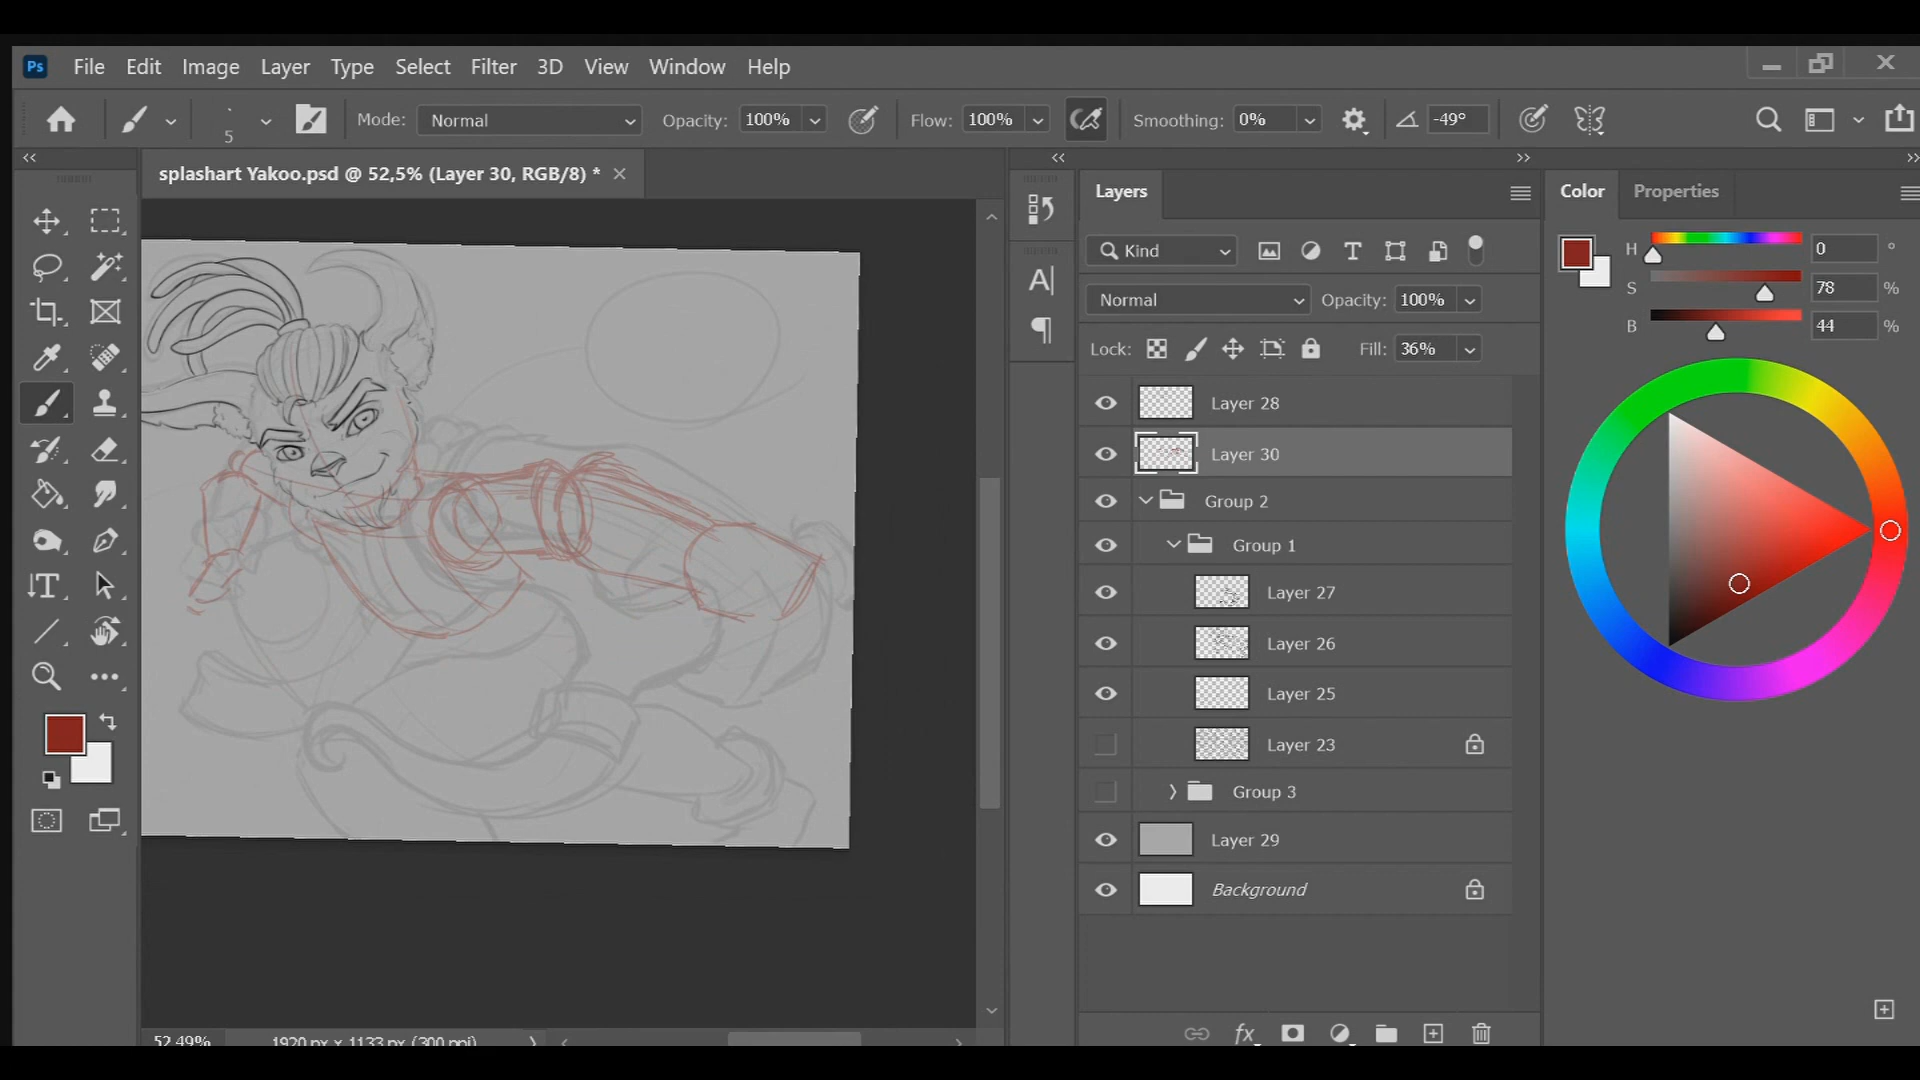 Ps File Edit Image Layer Type Select Filter 3D View Window Help
5 Mode: Normal Opacity: 100% Flow: 100% Smoothing: 0% -49°
splashart Yakoo.psd @ 52,5% (Layer 30, RGB/8) *
Layers
Kind
Normal Opacity: 100%
Lock: Fill: 36%
Layer 28
Layer 30
Group 2
Group 1
Layer 27
Layer 26
Layer 25
Layer 23
Group 3
Layer 29
Background
Color Properties
H 0 °
S 78 %
B 44 %
52,49% 1920 px x 1133 px (300 ppi)